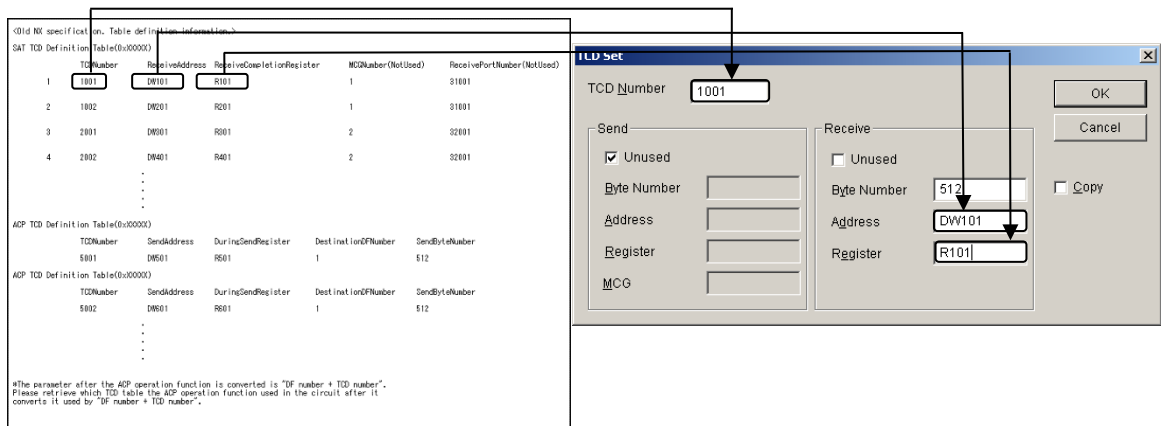 <Old NX specification. Table definition information.>
SAT TCD Definition Table(0xXXXXX)
TCDNumber ReceiveAddress ReceiveCompletionRegister MCGNumber(NotUsed) ReceivePortNumber(NotUsed)
1 1001 DW101 R101 1 31001
2 1002 DW201 R201 1 31001
3 2001 DW301 R301 2 32001
4 2002 DW401 R401 2 32001
ACP TCD Definition Table(0xXXXXX)
TCDNumber SendAddress DuringSendRegister DestinationDFNumber SendByteNumber
5001 DW501 R501 1 512
ACP TCD Definition Table(0xXXXXX)
TCDNumber SendAddress DuringSendRegister DestinationDFNumber SendByteNumber
5002 DW601 R601 1 512
*The parameter after the ACP operation function is converted is "DF number + TCD number".
Please retrieve which TCD table the ACP operation function used in the circuit after it
converts it used by "DF number + TCD number".
TCD Set
TCD Number 1001
OK
Cancel
Copy
Send
Unused
Byte Number
Address
Register
MCG
Receive
Unused
Byte Number 512
Address DW101
Register R101